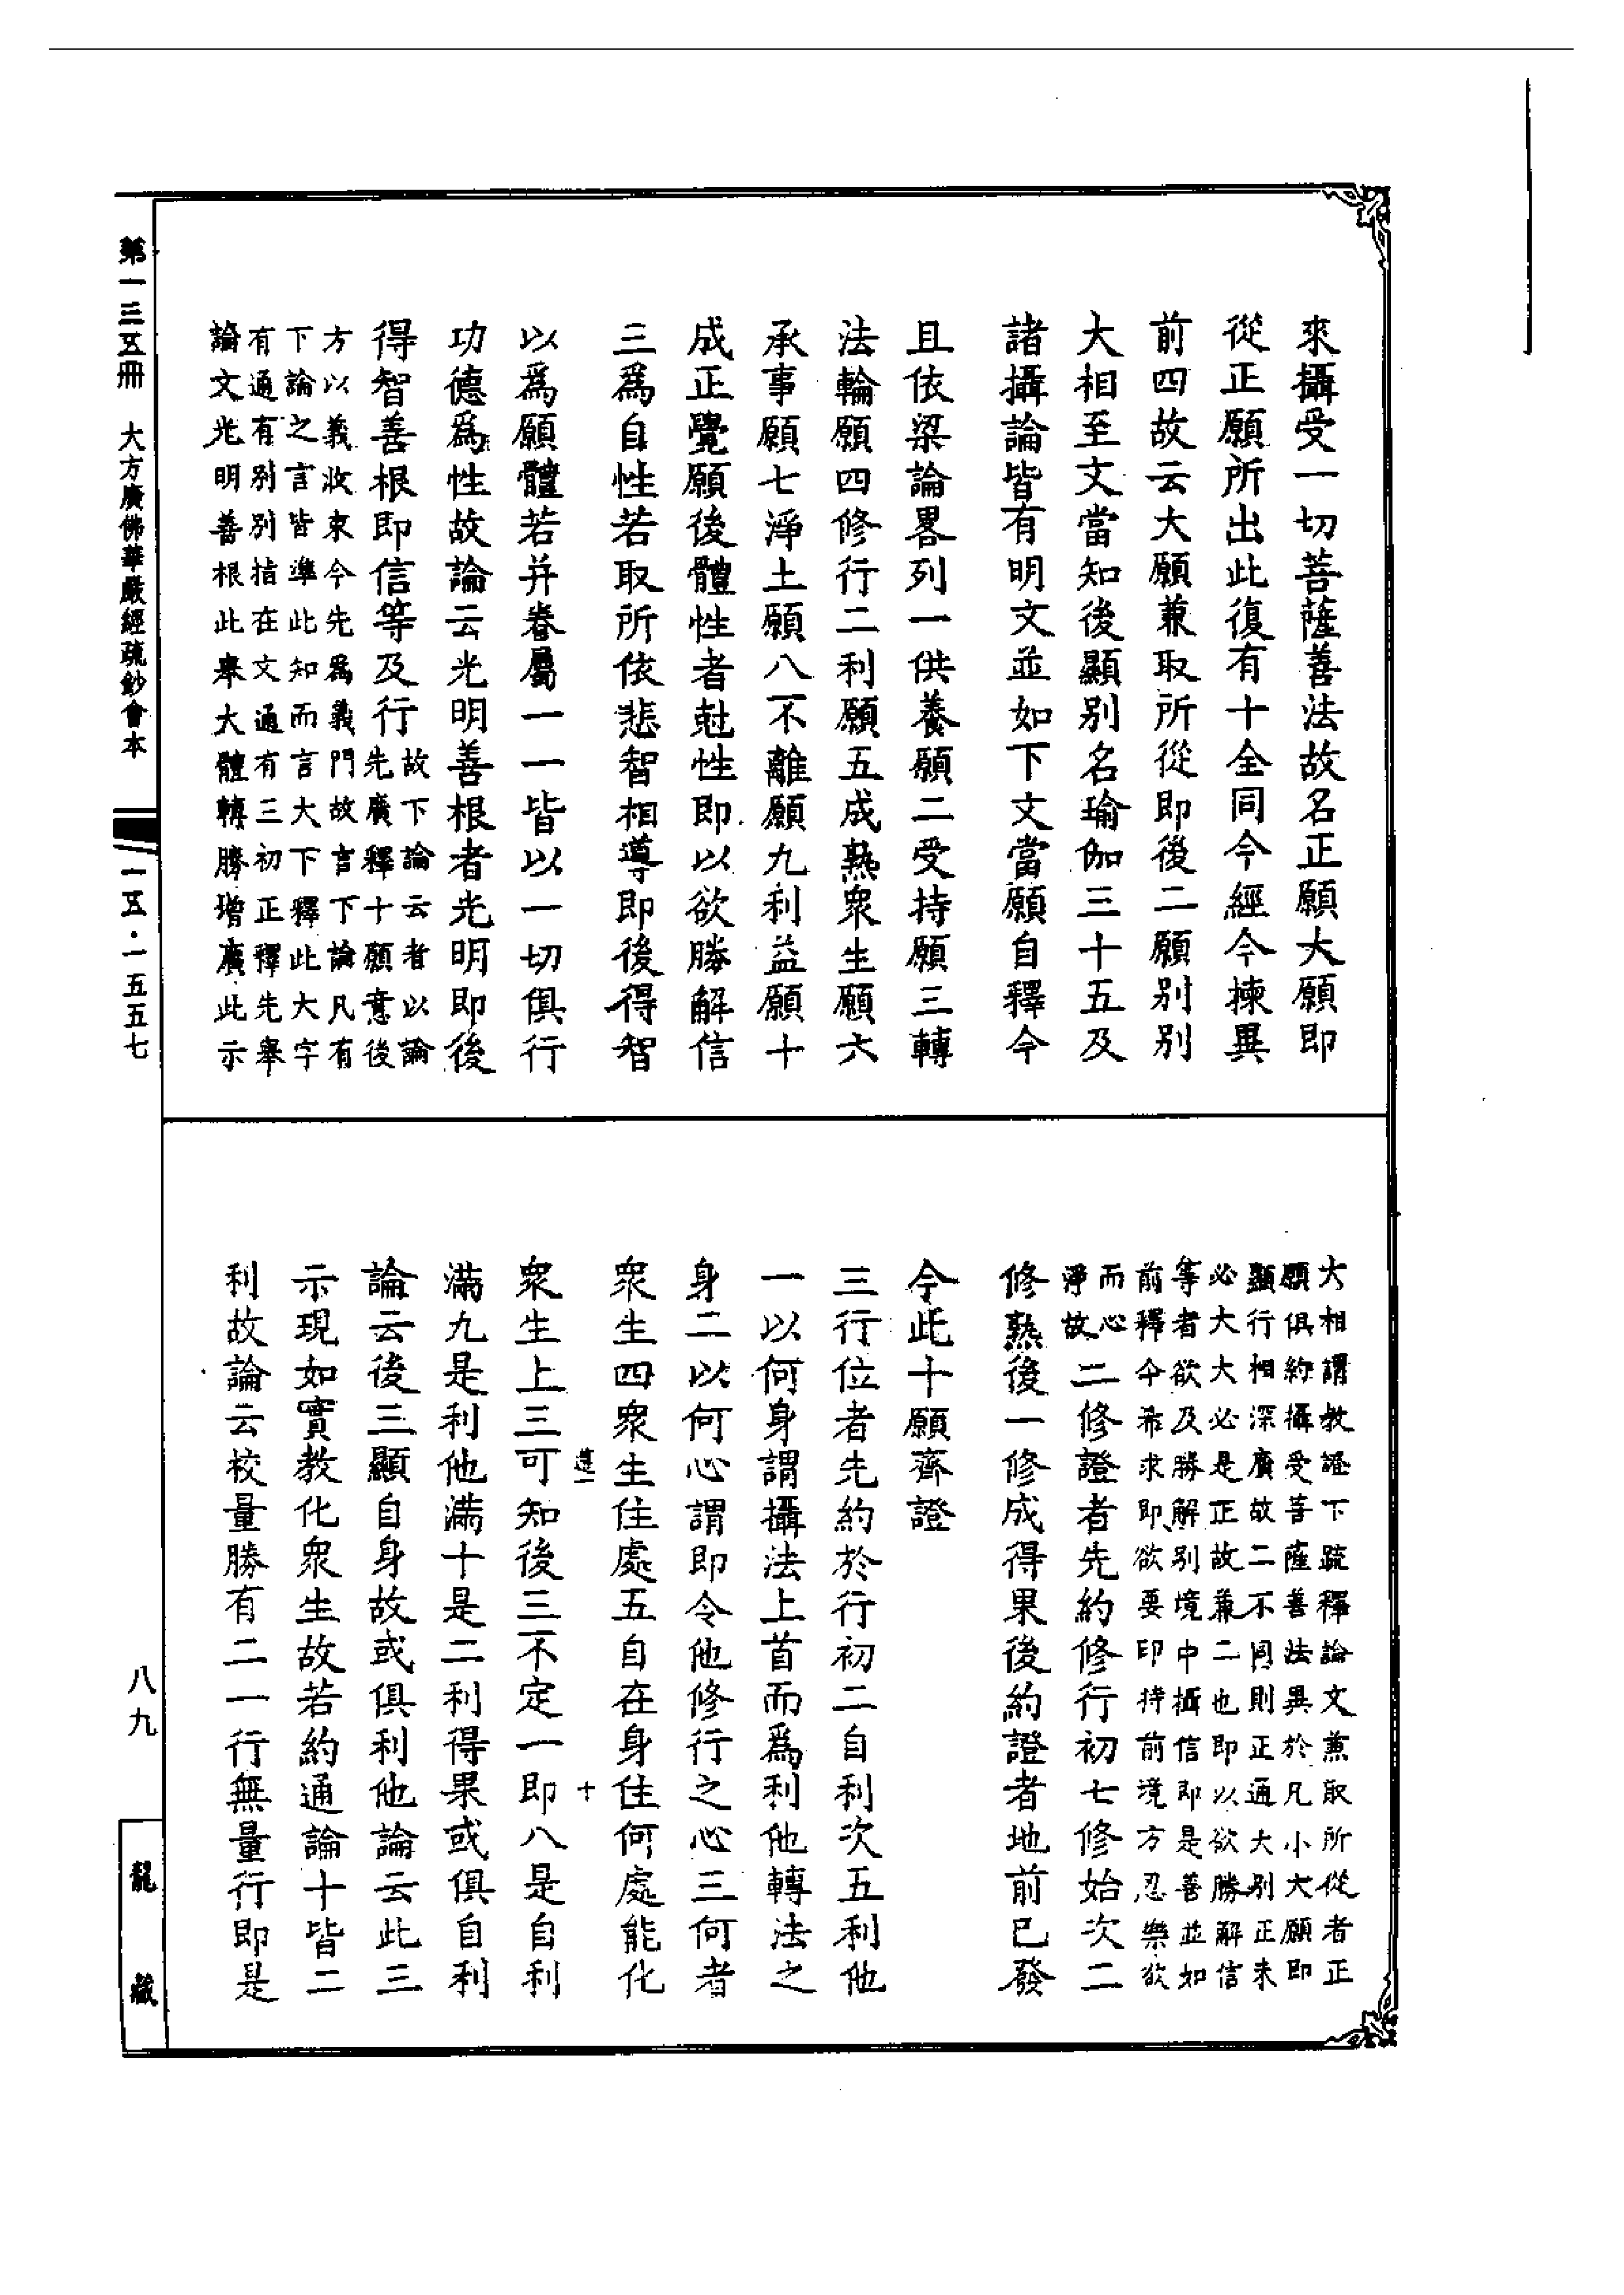 來攝受一切菩薩善法故名正願大願即
從正願所出此復有十全同今經今揀異
前四故云大願兼取所從即後二願別別
大相至文當知後顯別名瑜伽三十五及
諸攝論皆有明文並如下文當願自釋今
且依梁論畧列一供養願二受持願三轉
法輪願四修行二利願五成熟衆生願六
承事願七淨土願八不離願九利益願十
成正覺願後體性者尅性即以欲勝解信
三爲自性若取所依悲智相導即後得智
以爲願體若并眷屬一一皆以一切俱行
功德爲性故論云光明善根者光明即後
得智善根即信等及行
故下論云者以論
先廣釋十願意後
方以義收束今先爲義門故言下論凡有
下論之言皆準此知而言大下釋此大字
有通有別別指在文通有三初正釋先舉
論文光明善根此舉大體轉勝增廣此示
大相謂教證下疏釋論文兼取所從者正
願俱約攝受菩薩善法異於凡小大願即
顯行相深廣故二不同則正通大別正未
必大大必是正故兼二也即以欲勝解信
等者欲及勝解別境中攝信即是善並如
前釋今希求即欲要印持前境方忍樂欲
而心
淨故
二修證者先約修行初七修始次二
修熟後一修成得果後約證者地前已發
今此十願齊證
三行位者先約於行初二自利次五利他
一以何身謂攝法上首而爲利他轉法之
身二以何心謂即令他修行之心三何者
衆生四衆生住處五自在身住何處能化
十
衆生上三可知後三不定一即八是自利
滿九是利他滿十是二利得果或俱自利
論云後三顯自身故或俱利他論云此三
示現如實教化衆生故若約通論十皆二
利故論云校量勝有二一行無量行即是
第一三五冊 大方廣佛華嚴經疏鈔會本
一五·一五五七
八九
龍藏